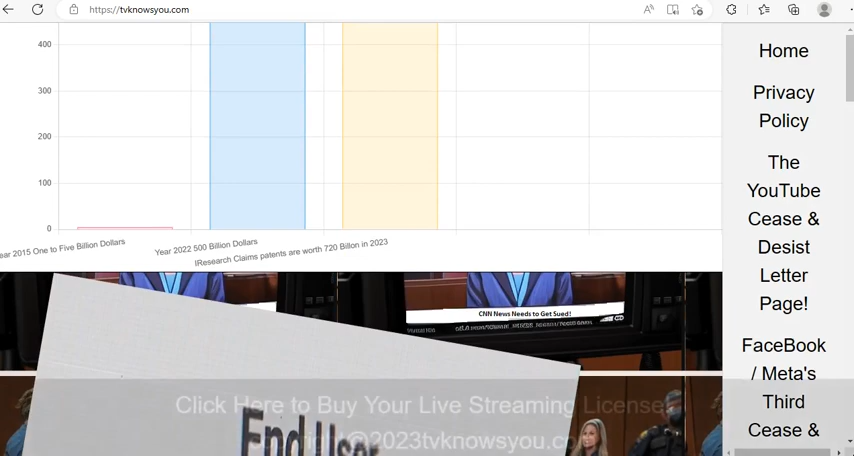 https://tvknowsyou.com
Home
Privacy
Policy
The
YouTube
Cease &
Desist
Letter
Page!
FaceBook
/ Meta's
Third
Cease &
400
300
200
100
0
ear 2015 One to Five Billion Dollars
Year 2022 500 Billion Dollars
IResearch Claims patents are worth 720 Billon in 2023
CNN News Needs to Get Sued!
Click Here to Buy Your Live Streaming License
End User
©2023tvknowsyou.co